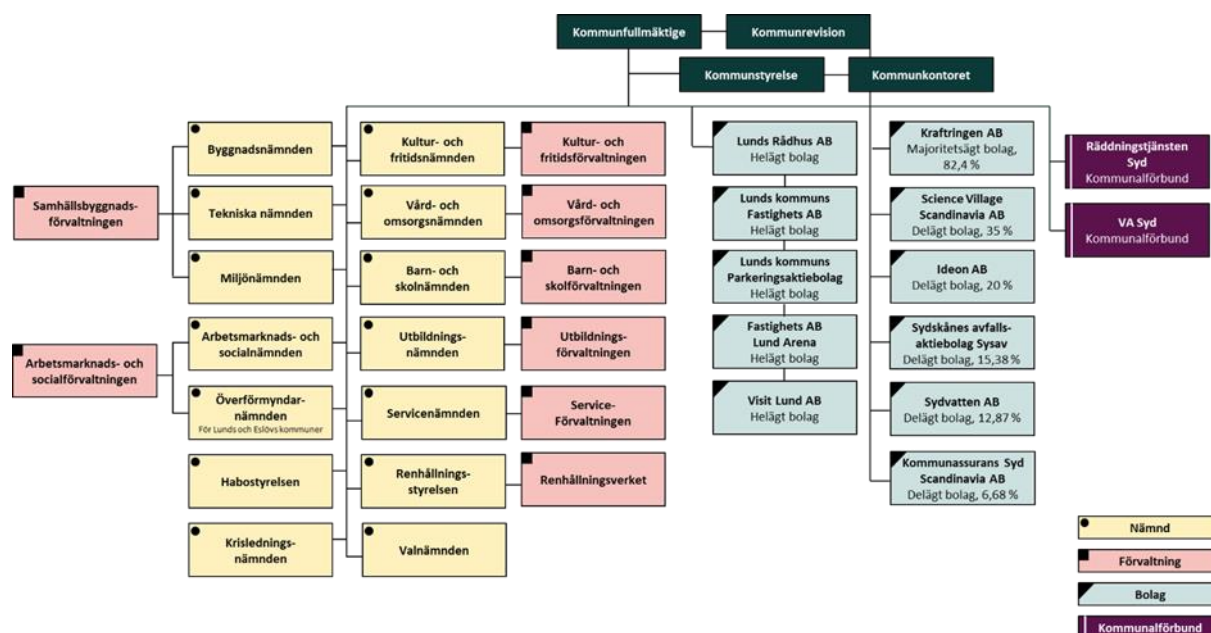 Kommunfullmäktige
Kommunrevision
Kommunstyrelse
Kommunkontoret
Samhällsbyggnads-
förvaltningen
Arbetsmarknads- och
socialförvaltningen
Byggnadsnämnden
Tekniska nämnden
Miljönämnden
Arbetsmarknads- och
socialnämnden
Överförmyndar-
nämnden
För Lunds och Eslövs kommuner
Habostyrelsen
Krislednings-
nämnden
Kultur- och
fritidsnämnden
Vård- och
omsorgsnämnden
Barn- och
skolnämnden
Utbildnings-
nämnden
Servicenämnden
Renhållnings-
styrelsen
Valnämnden
Kultur- och
fritidsförvaltningen
Vård- och
omsorgsförvaltningen
Barn- och
skolförvaltningen
Utbildnings-
förvaltningen
Service-
Förvaltningen
Renhållningsverket
Lunds Rådhus AB
Helägt bolag
Lunds kommuns
Fastighets AB
Helägt bolag
Lunds kommuns
Parkeringsaktiebolag
Helägt bolag
Fastighets AB
Lund Arena
Helägt bolag
Visit Lund AB
Helägt bolag
Kraftringen AB
Majoritetsägt bolag,
82,4 %
Science Village
Scandinavia AB
Delägt bolag, 35 %
Ideon AB
Delägt bolag, 20 %
Sydskånes avfalls-
aktiebolag Sysav
Delägt bolag, 15,38 %
Sydvatten AB
Delägt bolag, 12,87 %
Kommunassurans Syd
Scandinavia AB
Delägt bolag, 6,68 %
Räddningstjänsten
Syd
Kommunalförbund
VA Syd
Kommunalförbund
Nämnd
Förvaltning
Bolag
Kommunalförbund